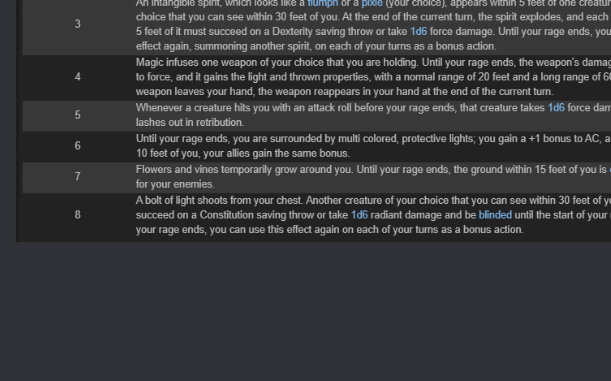 An intangible spirit, which looks like a flumph or a pixie (your choice), appears within 5 feet of one creatur
3
choice that you can see within 30 feet of you. At the end of the current turn, the spirit explodes, and each
5 feet of it must succeed on a Dexterity saving throw or take 1d6 force damage. Until your rage ends, you
effect again, summoning another spirit, on each of your turns as a bonus action.
Magic infuses one weapon of your choice that you are holding. Until your rage ends, the weapon's damag
4
to force, and it gains the light and thrown properties, with a normal range of 20 feet and a long range of 60
weapon leaves your hand, the weapon reappears in your hand at the end of the current turn.
Whenever a creature hits you with an attack roll before your rage ends, that creature takes 1d6 force dam
5
lashes out in retribution.
Until your rage ends, you are surrounded by multi colored, protective lights; you gain a +1 bonus to AC, a
6
10 feet of you, your allies gain the same bonus.
Flowers and vines temporarily grow around you. Until your rage ends, the ground within 15 feet of you is
7
for your enemies.
A bolt of light shoots from your chest. Another creature of your choice that you can see within 30 feet of yo
8
succeed on a Constitution saving throw or take 1d6 radiant damage and be blinded until the start of your
your rage ends, you can use this effect again on each of your turns as a bonus action.